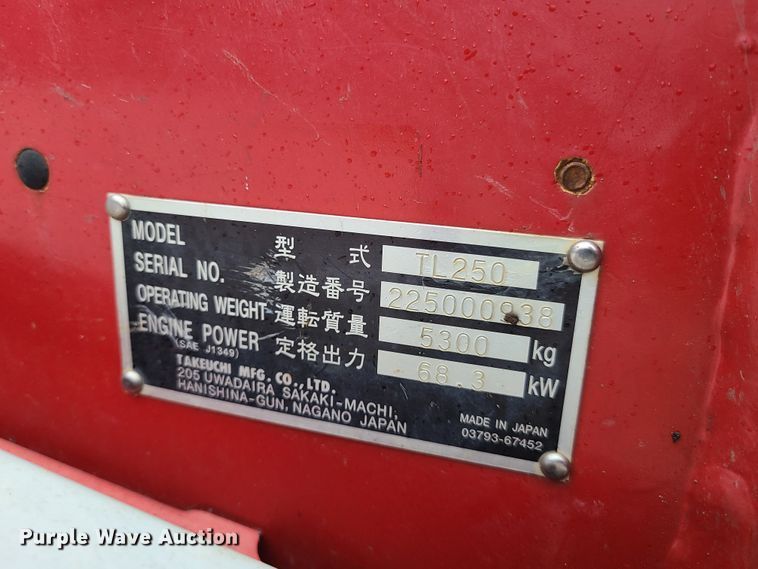 MODEL 型 式 TL250
SERIAL NO. 製造番号 225000938
OPERATING WEIGHT 運転質量 5300 kg
ENGINE POWER 定格出力 68.3 kW
(SAE J1349)
TAKEUCHI MFG. CO., LTD.
205 UWADAIRA SAKAKI-MACHI,
HANISHINA-GUN, NAGANO JAPAN
MADE IN JAPAN
03793-67452
Purple Wave Auction